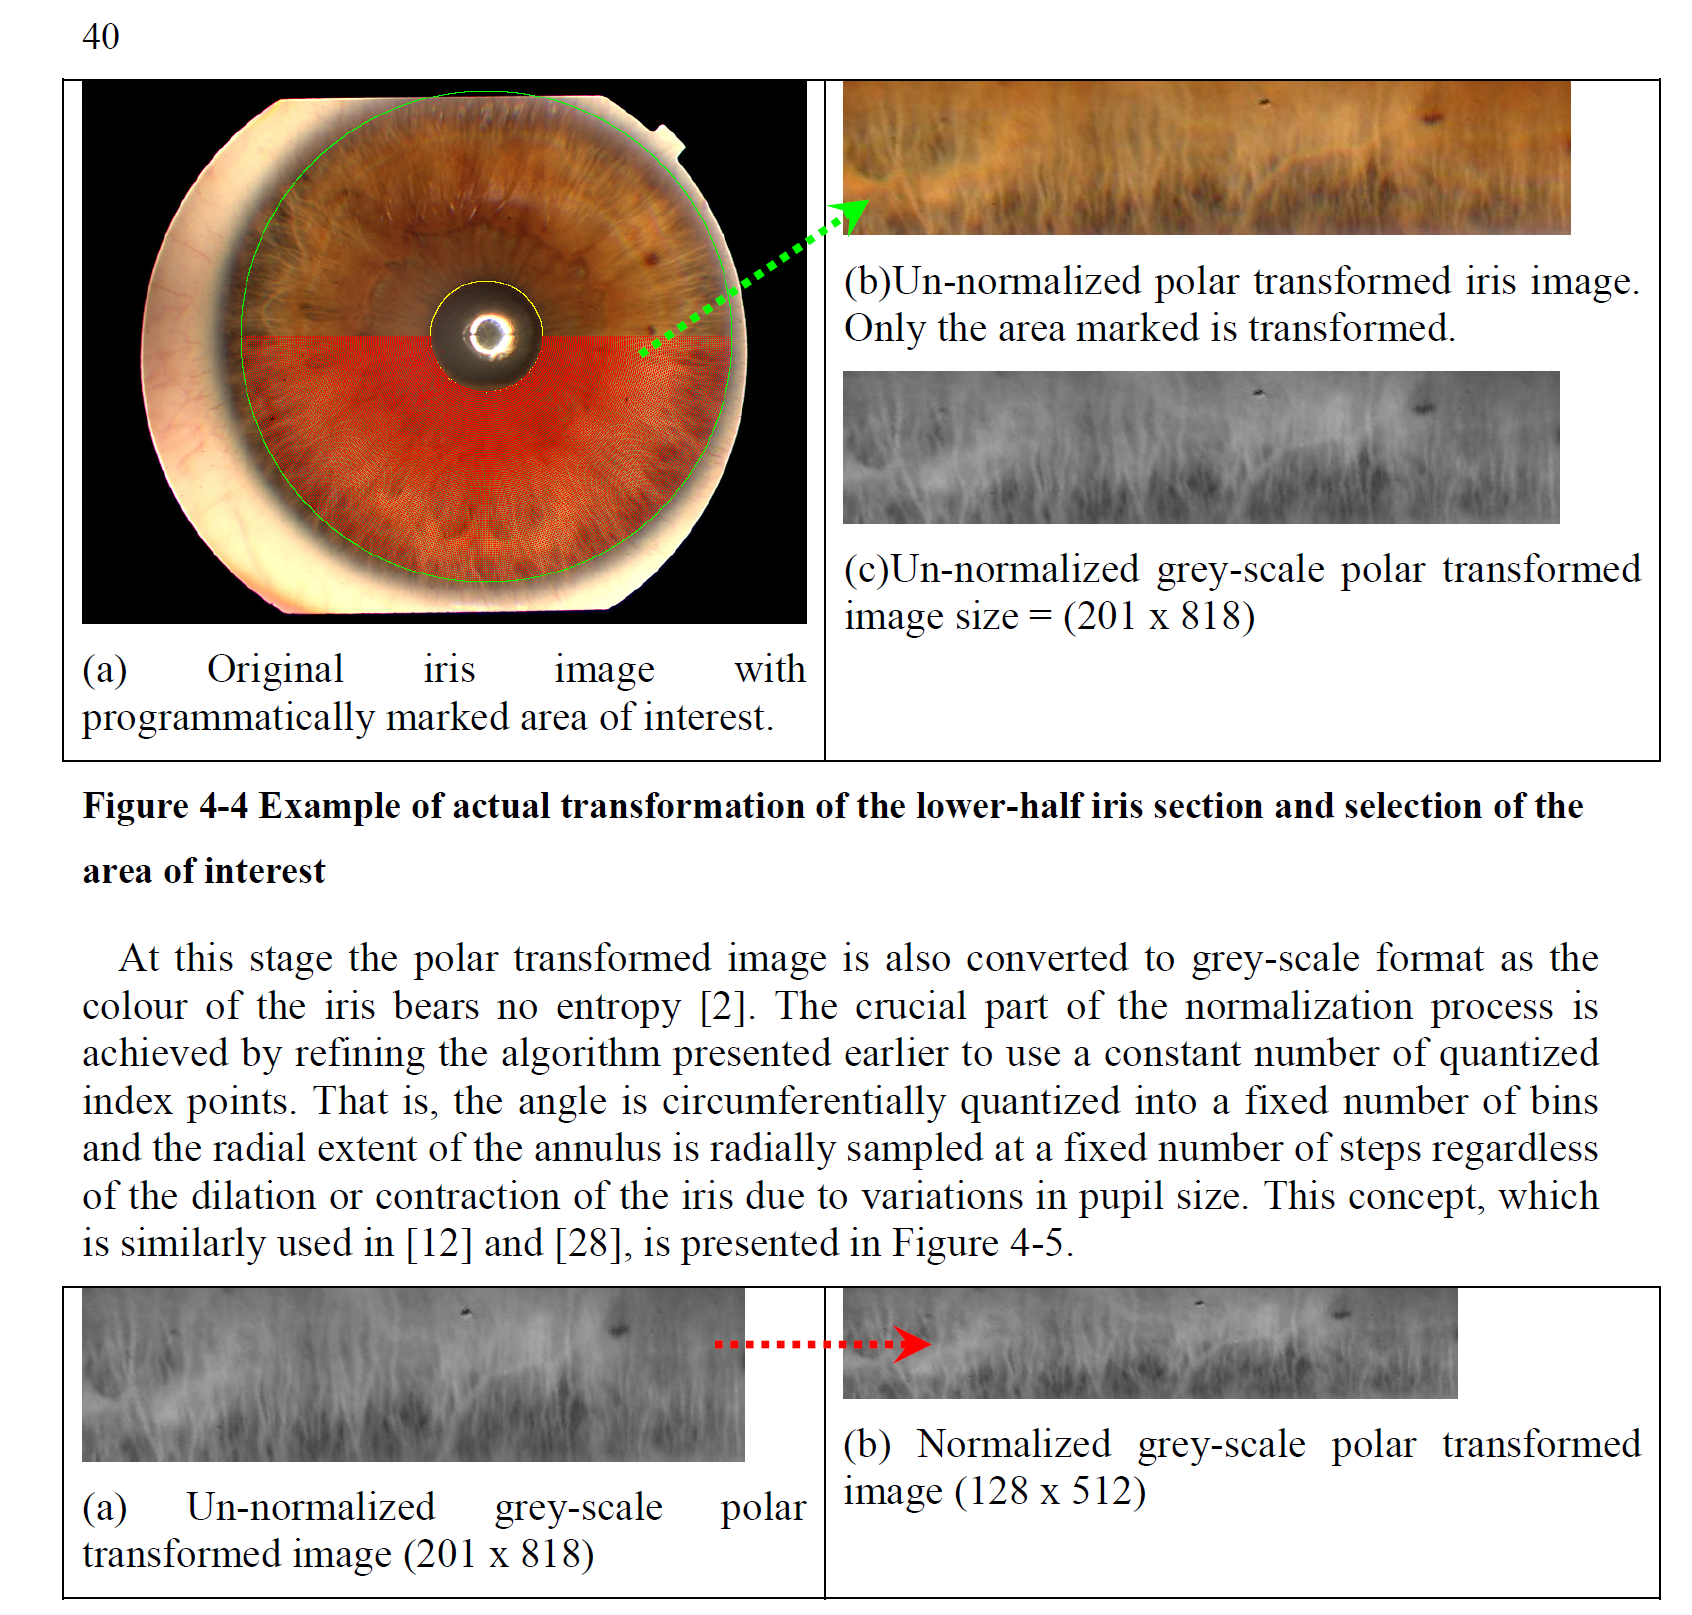 40
(a) Original iris image with
programmatically marked area of interest.
(b)Un-normalized polar transformed iris image.
Only the area marked is transformed.
(c)Un-normalized grey-scale polar transformed
image size = (201 x 818)
Figure 4-4 Example of actual transformation of the lower-half iris section and selection of the
area of interest
At this stage the polar transformed image is also converted to grey-scale format as the
colour of the iris bears no entropy [2]. The crucial part of the normalization process is
achieved by refining the algorithm presented earlier to use a constant number of quantized
index points. That is, the angle is circumferentially quantized into a fixed number of bins
and the radial extent of the annulus is radially sampled at a fixed number of steps regardless
of the dilation or contraction of the iris due to variations in pupil size. This concept, which
is similarly used in [12] and [28], is presented in Figure 4-5.
(a) Un-normalized grey-scale polar
transformed image (201 x 818)
(b) Normalized grey-scale polar transformed
image (128 x 512)